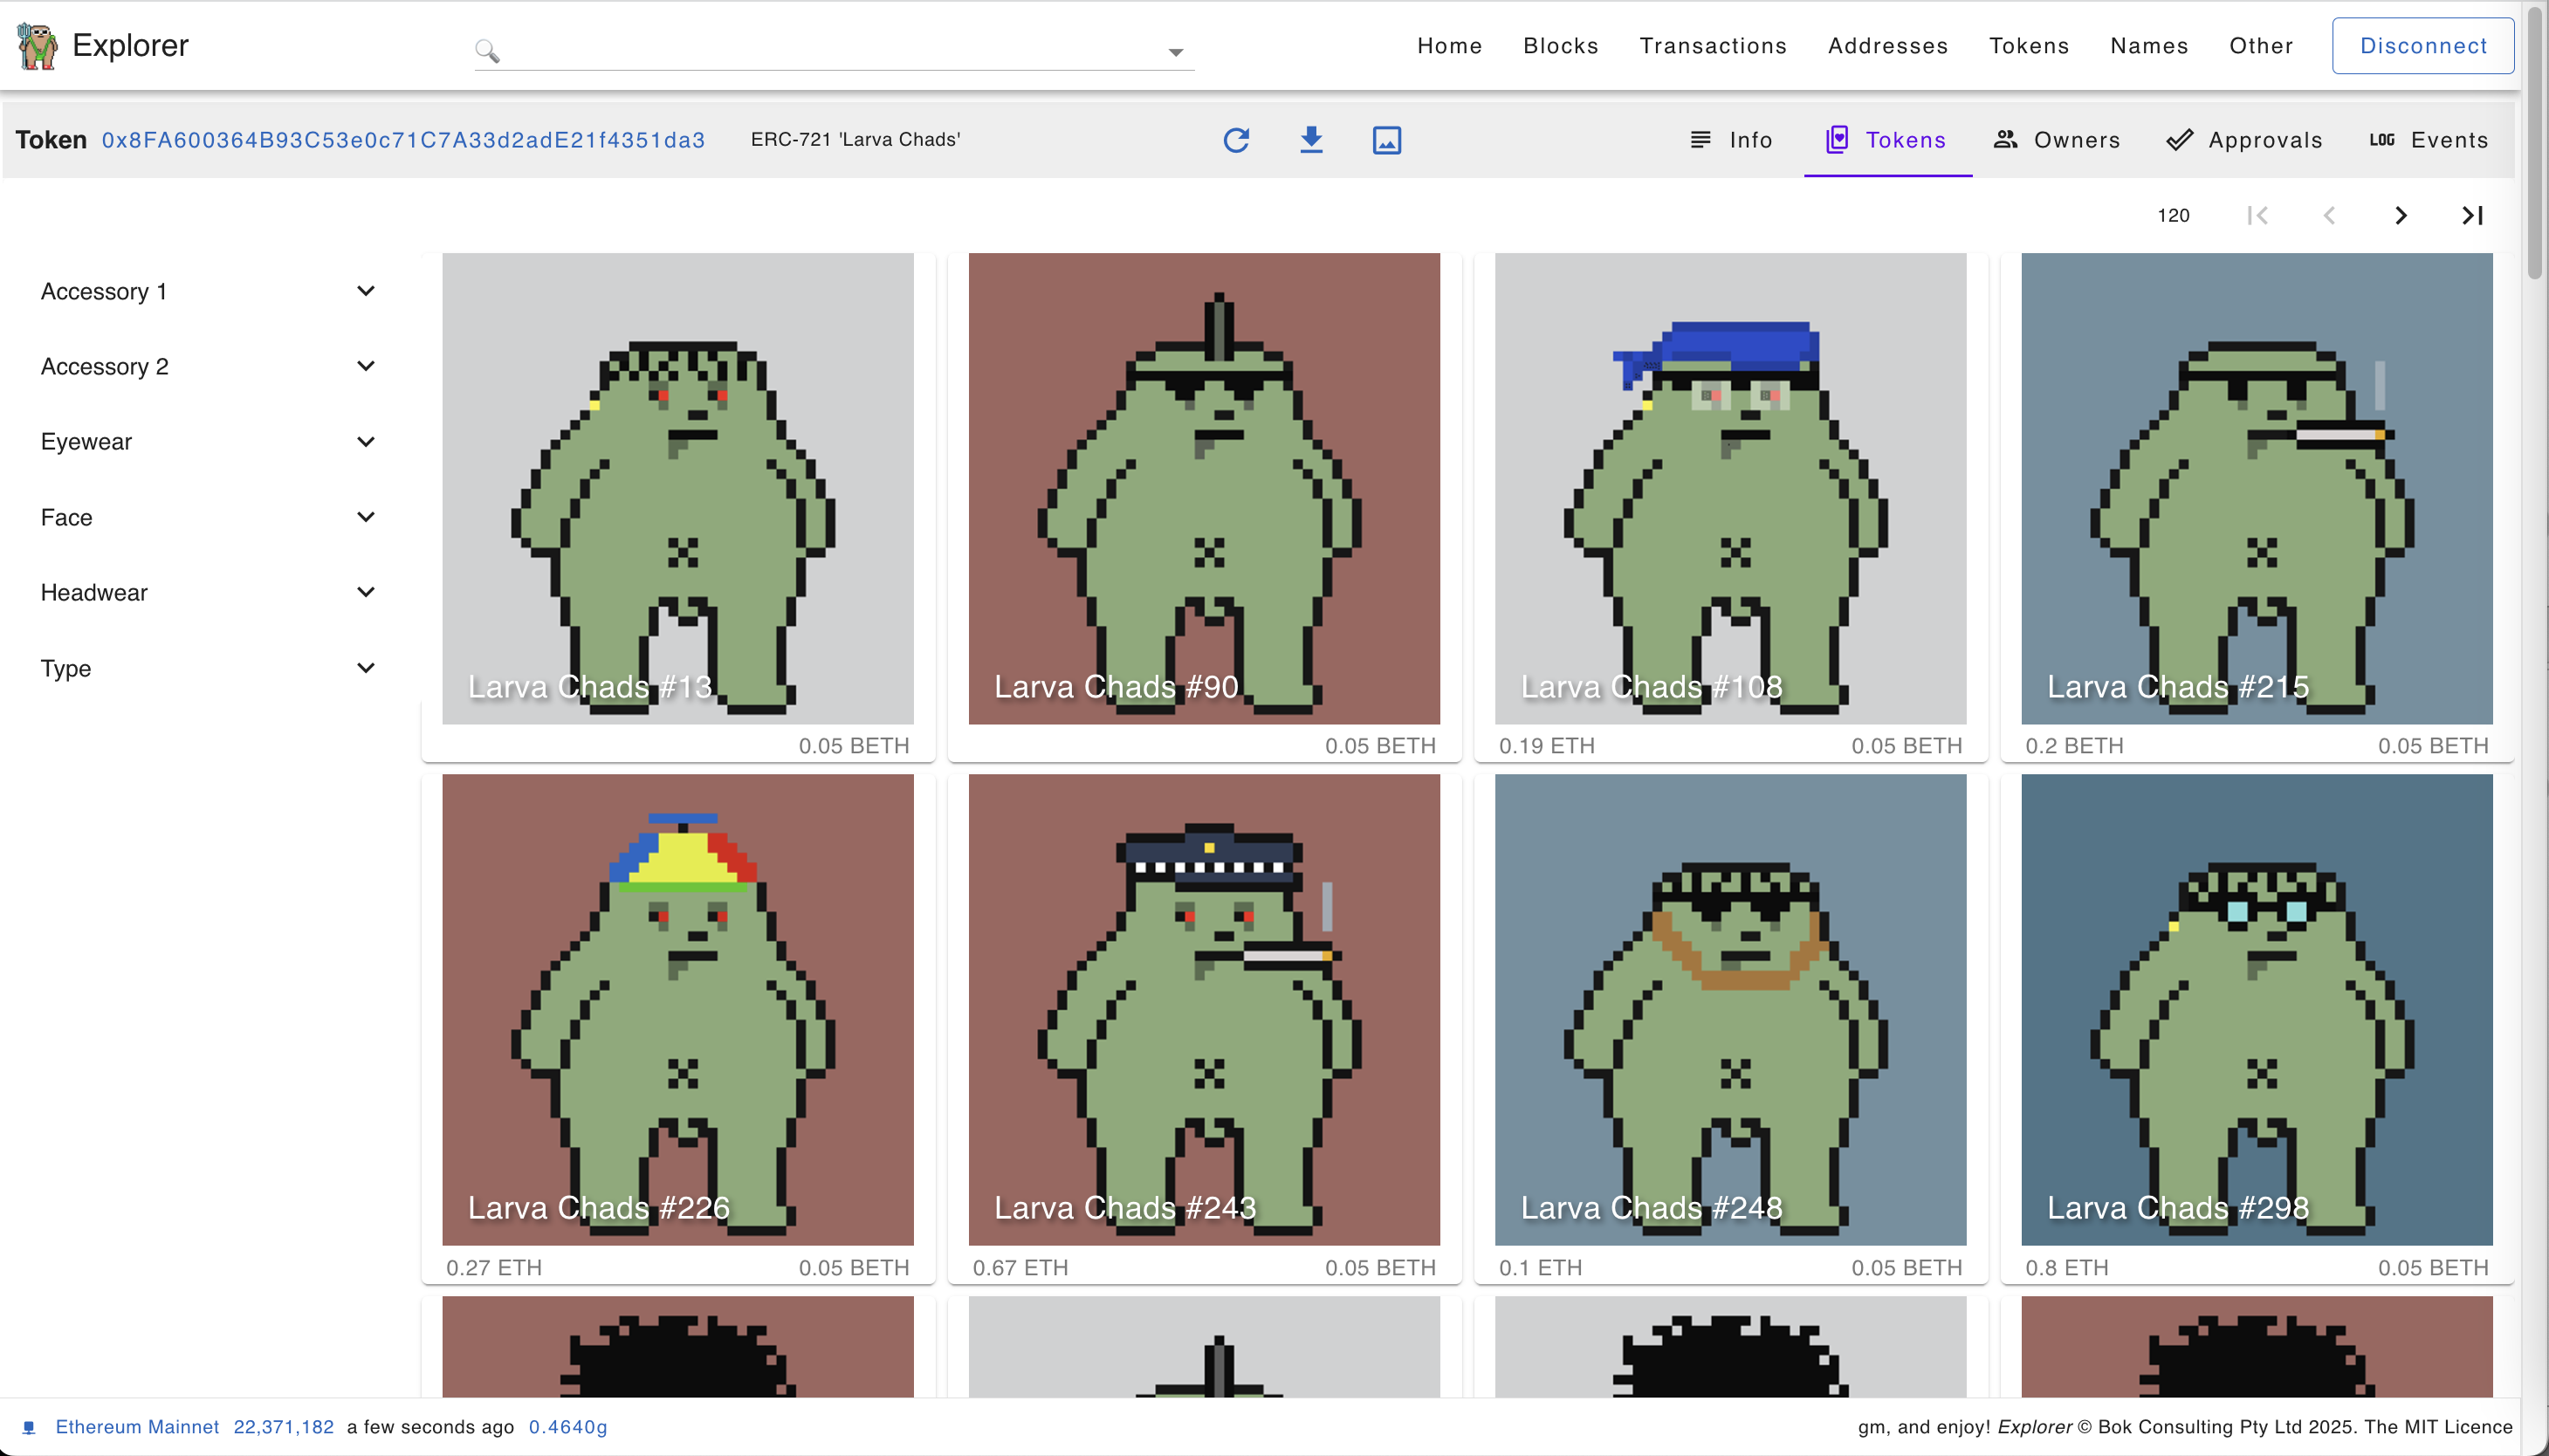 Explorer
Home Blocks Transactions Addresses Tokens Names Other Disconnect
Token 0x8FA600364B93C53e0c71C7A33d2adE21f4351da3 ERC-721 'Larva Chads'
Info Tokens Owners Approvals LOG Events
120
Accessory 1
Accessory 2
Eyewear
Face
Headwear
Type
Larva Chads #13
0.05 BETH
Larva Chads #90
0.05 BETH
Larva Chads #108
0.19 ETH 0.05 BETH
Larva Chads #215
0.2 BETH 0.05 BETH
Larva Chads #226
0.27 ETH 0.05 BETH
Larva Chads #243
0.67 ETH 0.05 BETH
Larva Chads #248
0.1 ETH 0.05 BETH
Larva Chads #298
0.8 ETH 0.05 BETH
Ethereum Mainnet 22,371,182 a few seconds ago 0.4640g
gm, and enjoy! Explorer © Bok Consulting Pty Ltd 2025. The MIT Licence